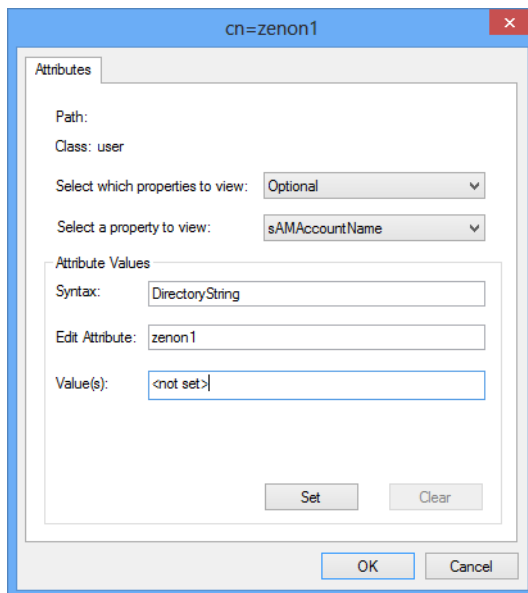 cn=zenon1
Attributes
Path:
Class: user
Select which properties to view: Optional
Select a property to view: sAMAccountName
Attribute Values
Syntax: DirectoryString
Edit Attribute: zenon1
Value(s): <not set>
Set Clear
OK Cancel